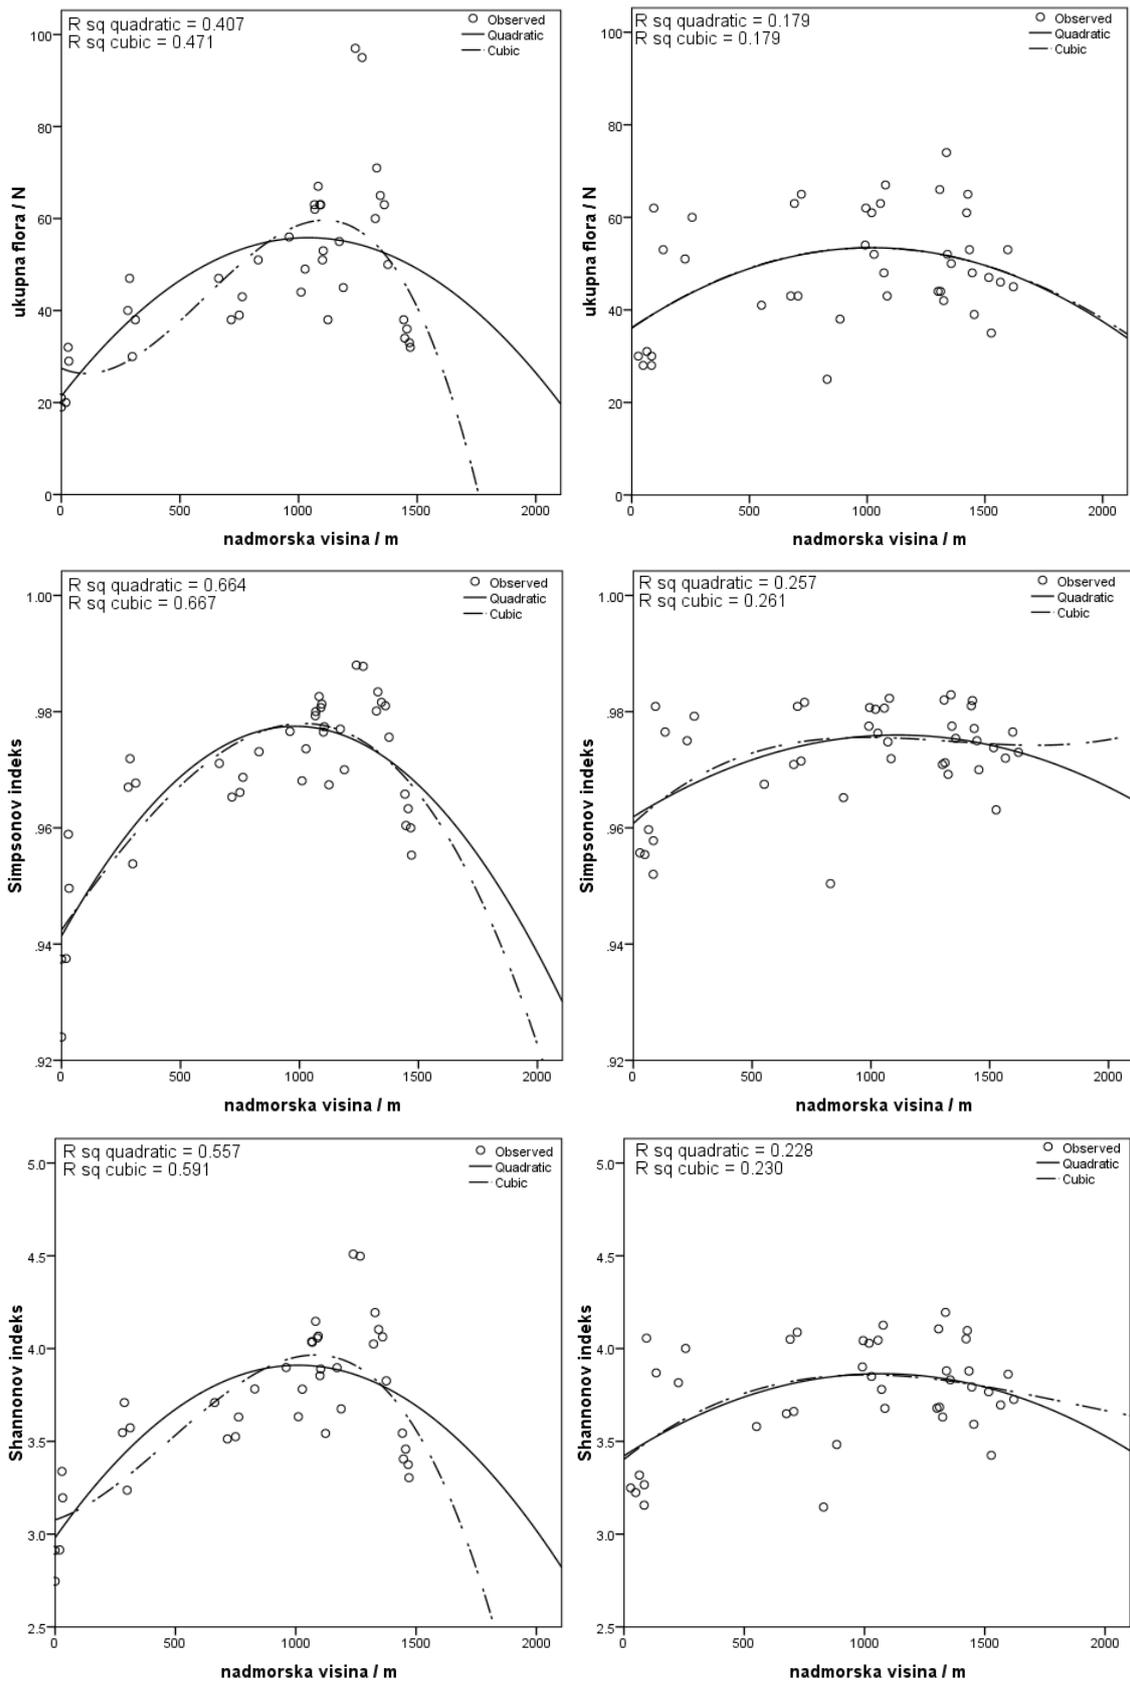 R sq quadratic = 0.407
R sq cubic = 0.471
Observed
Quadratic
Cubic
100
80
60
40
20
0
ukupna flora / N
0 500 1000 1500 2000
nadmorska visina / m
R sq quadratic = 0.179
R sq cubic = 0.179
Observed
Quadratic
Cubic
100
80
60
40
20
0
ukupna flora / N
0 500 1000 1500 2000
nadmorska visina / m
R sq quadratic = 0.664
R sq cubic = 0.667
Observed
Quadratic
Cubic
1.00
.98
.96
.94
.92
Simpsonov indeks
0 500 1000 1500 2000
nadmorska visina / m
R sq quadratic = 0.257
R sq cubic = 0.261
Observed
Quadratic
Cubic
1.00
.98
.96
.94
.92
Simpsonov indeks
0 500 1000 1500 2000
nadmorska visina / m
R sq quadratic = 0.557
R sq cubic = 0.591
Observed
Quadratic
Cubic
5.0
4.5
4.0
3.5
3.0
2.5
Shannonov indeks
0 500 1000 1500 2000
nadmorska visina / m
R sq quadratic = 0.228
R sq cubic = 0.230
Observed
Quadratic
Cubic
5.0
4.5
4.0
3.5
3.0
2.5
Shannonov indeks
0 500 1000 1500 2000
nadmorska visina / m